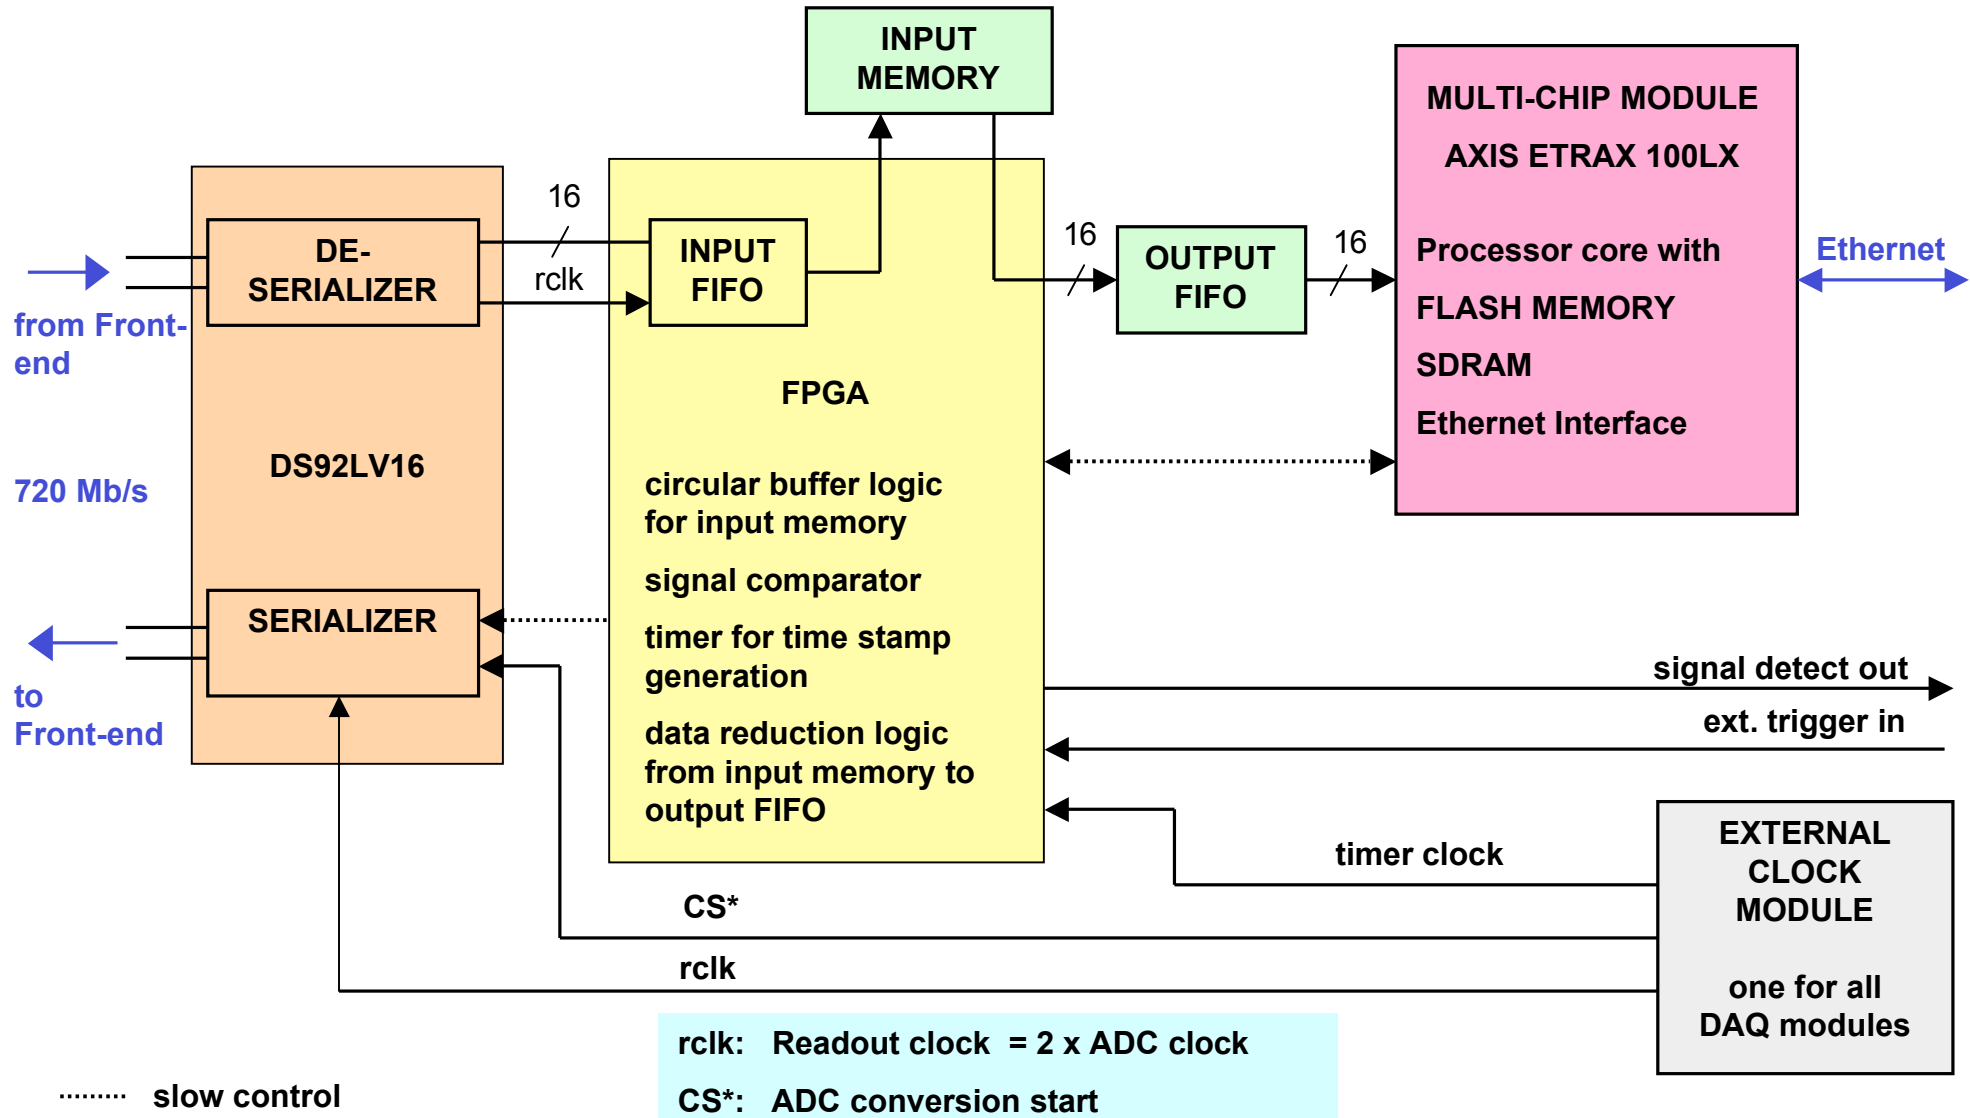 INPUT
MEMORY
MULTI-CHIP MODULE
AXIS ETRAX 100LX
Processor core with
FLASH MEMORY
SDRAM
Ethernet Interface
Ethernet
16
DE-
SERIALIZER
rclk
INPUT
FIFO
16
OUTPUT
FIFO
16
from Front-
end
720 Mb/s
DS92LV16
FPGA
circular buffer logic
for input memory
signal comparator
timer for time stamp
generation
data reduction logic
from input memory to
output FIFO
SERIALIZER
to
Front-end
signal detect out
ext. trigger in
timer clock
EXTERNAL
CLOCK
MODULE
one for all
DAQ modules
CS*
rclk
rclk: Readout clock = 2 x ADC clock
CS*: ADC conversion start
slow control